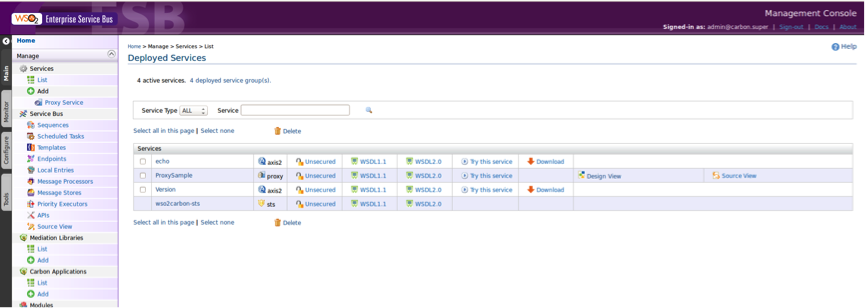 ESB
WSO2 Enterprise Service Bus
Management Console
Signed-in as: admin@carbon.super | Sign-out | Docs | About
Home
Manage
Services
List
Add
Proxy Service
Service Bus
Sequences
Scheduled Tasks
Templates
Endpoints
Local Entries
Message Processors
Message Stores
Priority Executors
APIs
Source View
Mediation Libraries
List
Add
Carbon Applications
List
Add
Modules
Main
Monitor
Configure
Tools
Home > Manage > Services > List
Help
Deployed Services
4 active services. 4 deployed service group(s).
Service Type ALL Service
Select all in this page | Select none Delete
Services
echo axis2 Unsecured WSDL1.1 WSDL2.0 Try this service Download
ProxySample proxy Unsecured WSDL1.1 WSDL2.0 Try this service Design View Source View
Version axis2 Unsecured WSDL1.1 WSDL2.0 Try this service Download
wso2carbon-sts sts Unsecured WSDL1.1 WSDL2.0
Select all in this page | Select none Delete